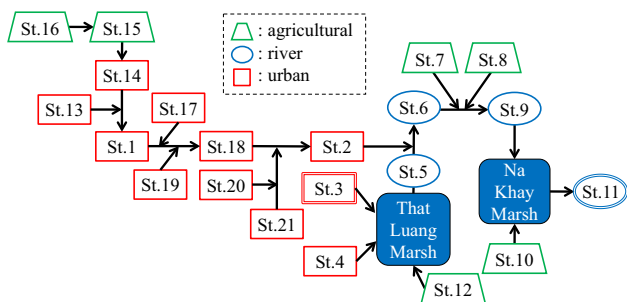 St.16
St.15
: agricultural
: river
: urban
St.7
St.8
St.14
St.13
St.17
St.6
St.9
St.1
St.18
St.2
St.5
St.19
St.20
St.3
Na
Khay
Marsh
St.11
St.21
That
Luang
Marsh
St.4
St.10
St.12